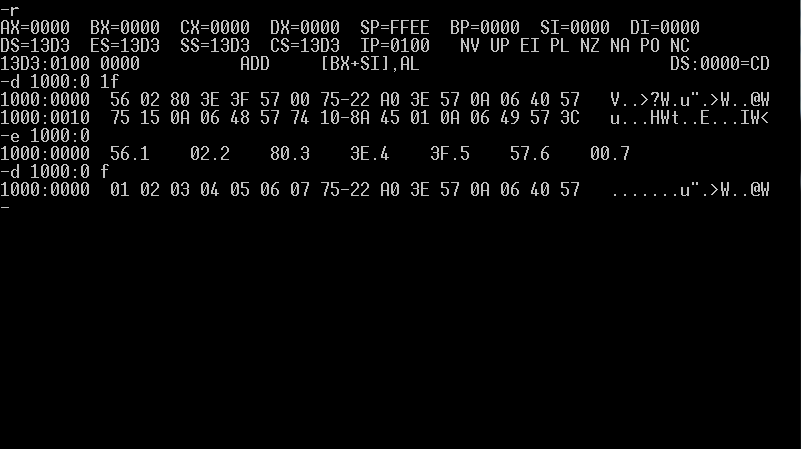 -r
AX=0000  BX=0000  CX=0000  DX=0000  SP=FFEE  BP=0000  SI=0000  DI=0000
DS=13D3  ES=13D3  SS=13D3  CS=13D3  IP=0100   NV UP EI PL NZ NA PO NC
13D3:0100 0000          ADD     [BX+SI],AL                         DS:0000=CD
-d 1000:0 1f
1000:0000  56 02 80 3E 3F 57 00 75-22 A0 3E 57 0A 06 40 57   V..>?W.u".>W..@W
1000:0010  75 15 0A 06 48 57 74 10-8A 45 01 0A 06 49 57 3C   u...HWt..E...IW<
-e 1000:0
1000:0000  56.1    02.2    80.3    3E.4    3F.5    57.6    00.7
-d 1000:0 f
1000:0000  01 02 03 04 05 06 07 75-22 A0 3E 57 0A 06 40 57   .......u".>W..@W
-